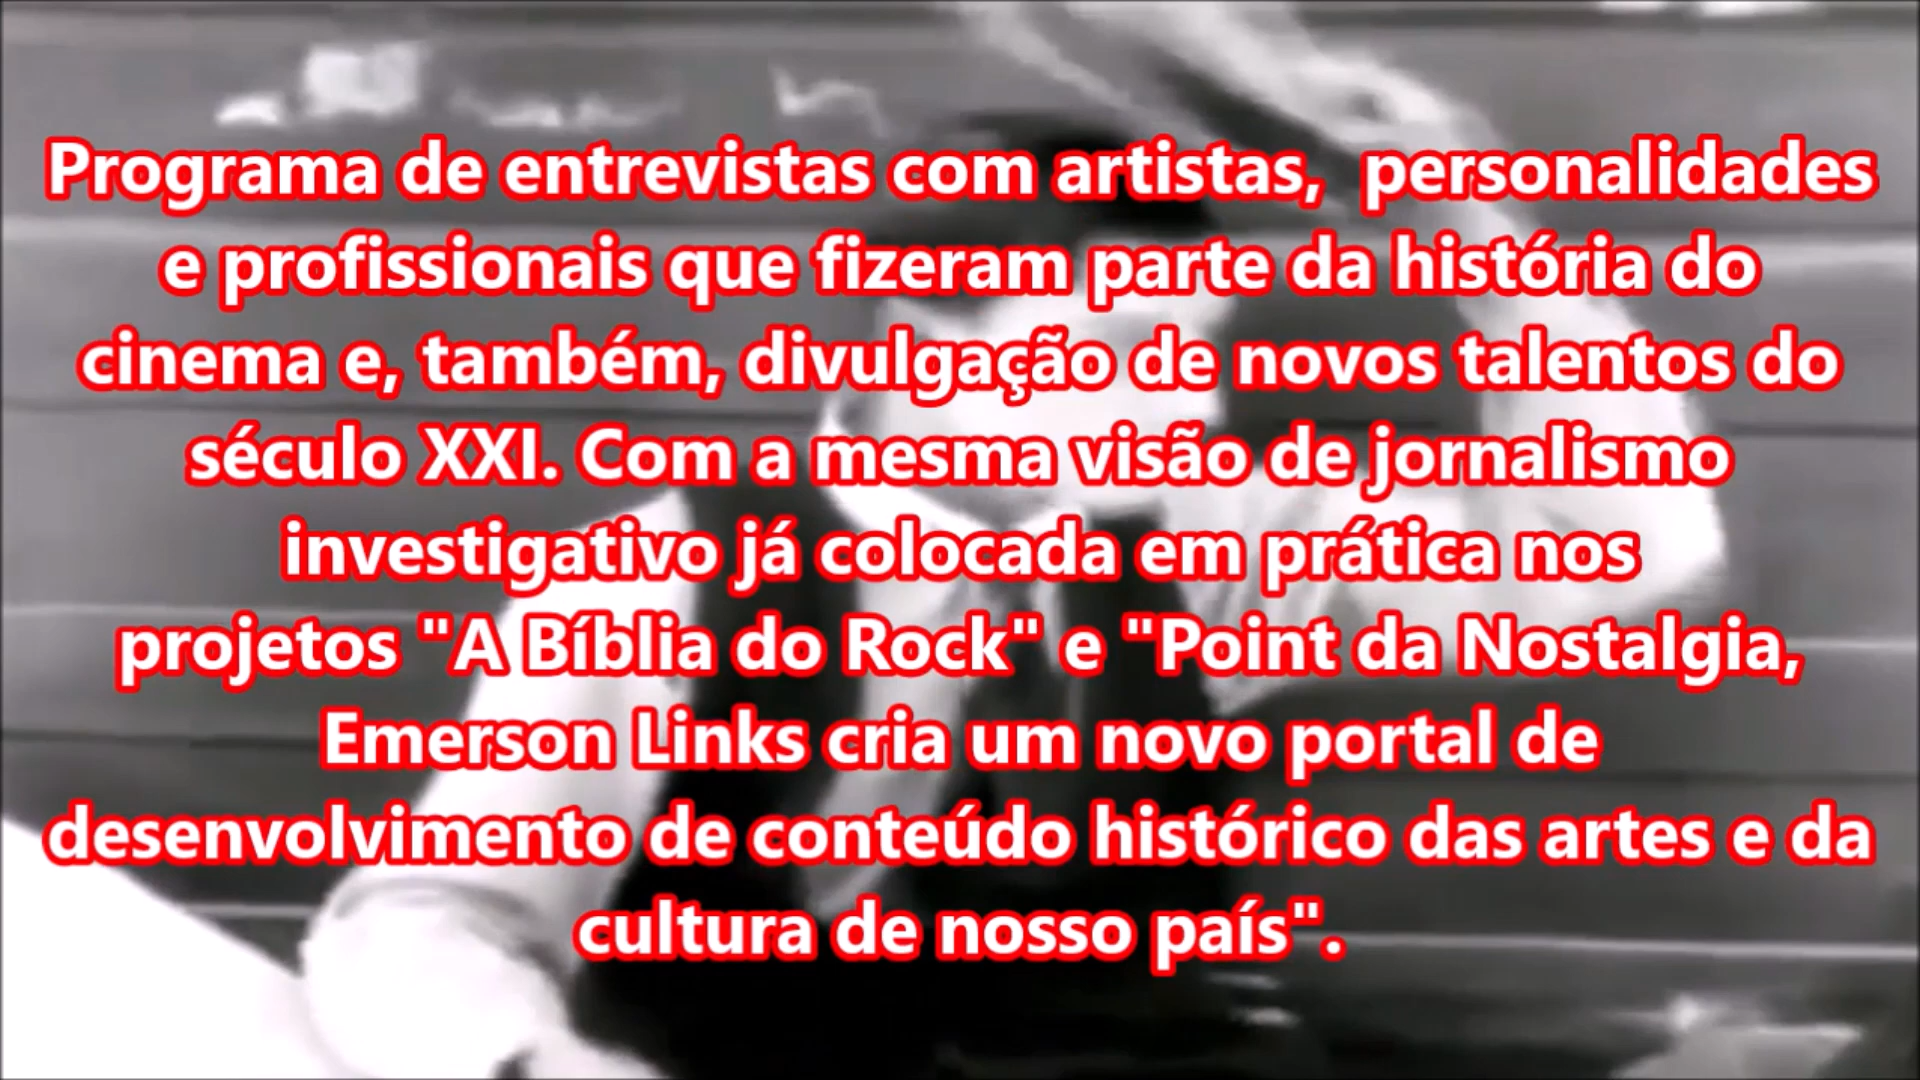 Programa de entrevistas com artistas,  personalidades
e profissionais que fizeram parte da história do
cinema e, também, divulgação de novos talentos do
século XXI. Com a mesma visão de jornalismo
investigativo já colocada em prática nos
projetos "A Bíblia do Rock" e "Point da Nostalgia,
Emerson Links cria um novo portal de
desenvolvimento de conteúdo histórico das artes e da
cultura de nosso país".